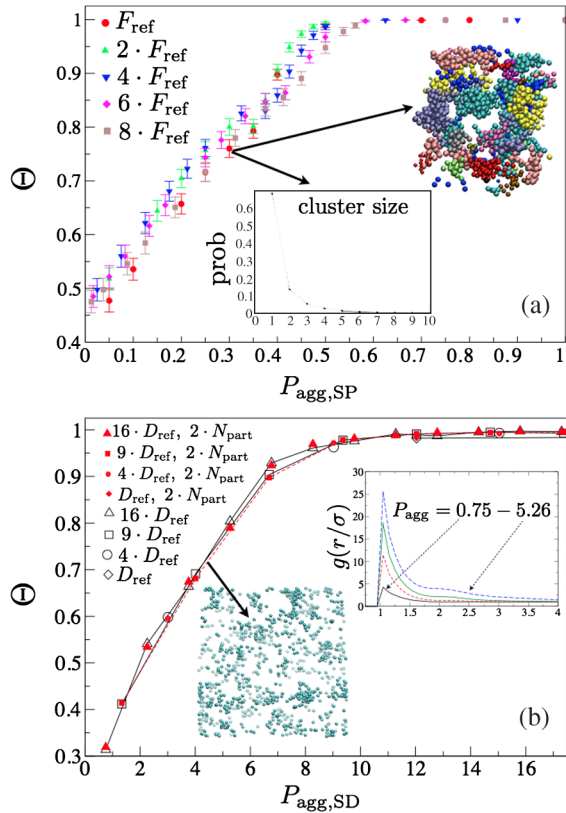 F_ref
2 · F_ref
4 · F_ref
6 · F_ref
8 · F_ref
Θ
1
0.9
0.8
0.7
0.6
0.5
0.4
cluster size
prob
0.6
0.5
0.4
0.3
0.2
0.1
0
0 1 2 3 4 5 6 7 8 9 10
(a)
0 0.1 0.2 0.3 0.4 0.5 0.6 0.7 0.8 0.9 1
P_agg,SP
16 · D_ref, 2 · N_part
9 · D_ref, 2 · N_part
4 · D_ref, 2 · N_part
D_ref, 2 · N_part
16 · D_ref
9 · D_ref
4 · D_ref
D_ref
Θ
1
0.9
0.8
0.7
0.6
0.5
0.4
0.3
g(r/σ)
30
25
20
15
10
5
0
P_agg = 0.75 – 5.26
1 1.5 2 2.5 3 3.5 4
(b)
0 2 4 6 8 10 12 14 16
P_agg,SD